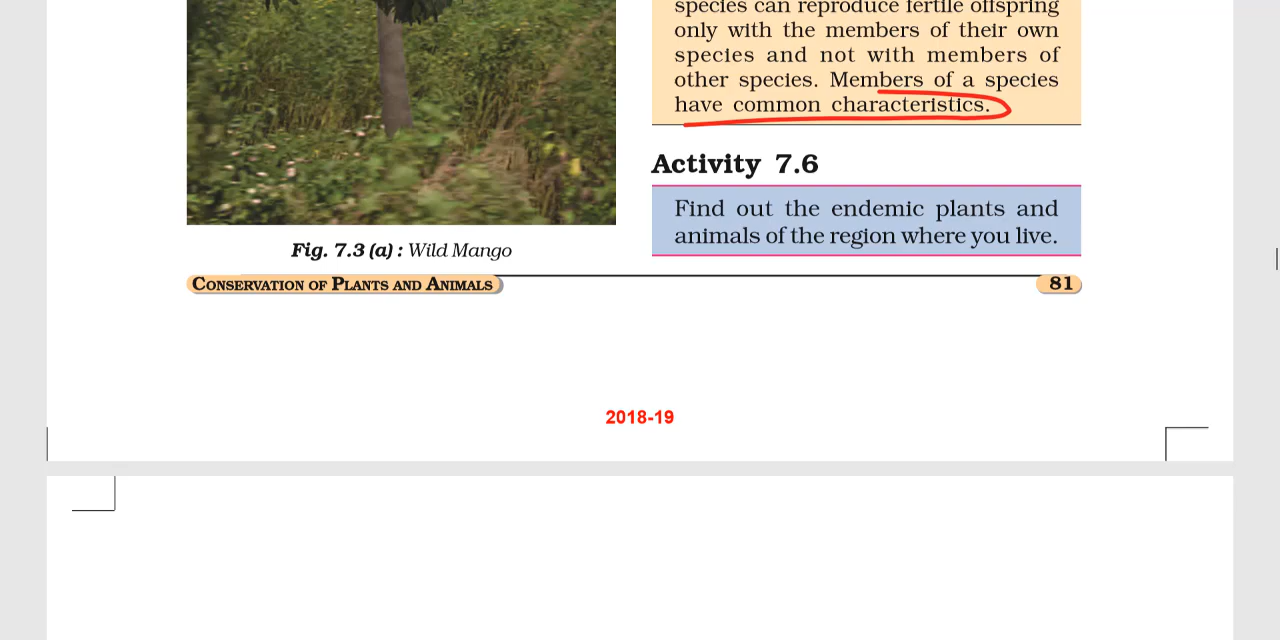 species can reproduce fertile offspring
only with the members of their own
species and not with members of
other species. Members of a species
have common characteristics.
Activity 7.6
Find out the endemic plants and
animals of the region where you live.
Fig. 7.3 (a) : Wild Mango
CONSERVATION OF PLANTS AND ANIMALS
81
2018-19